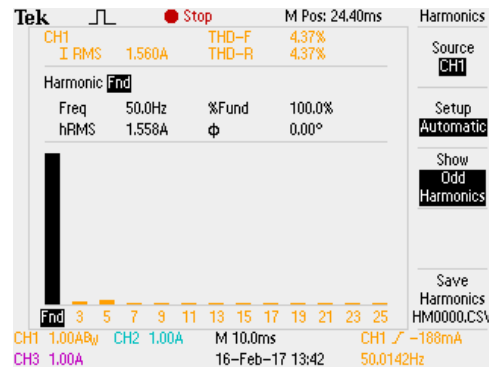 Tek Stop M Pos: 24.40ms Harmonics
CH1 THD-F 4.37%
I RMS 1.560A THD-R 4.37%
Source
CH1
Harmonic Fnd
Freq 50.0Hz %Fund 100.0%
hRMS 1.558A Φ 0.00°
Setup
Automatic
Show
Odd
Harmonics
Save
Harmonics
HM0000.CSV
Fnd 3 5 7 9 11 13 15 17 19 21 23 25
CH1 1.00ABW CH2 1.00A M 10.0ms CH1 / -188mA
CH3 1.00A 16-Feb-17 13:42 50.0142Hz